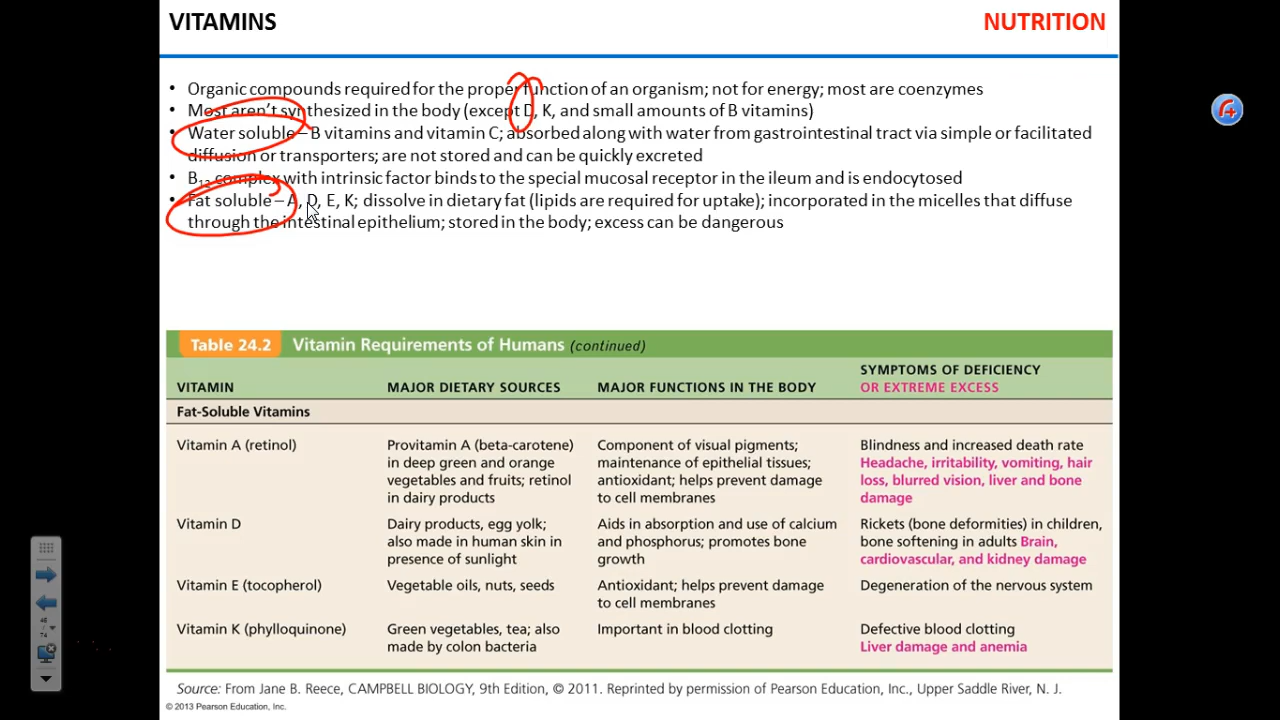 VITAMINS
NUTRITION
• Organic compounds required for the proper function of an organism; not for energy; most are coenzymes
• Most aren't synthesized in the body (except D, K, and small amounts of B vitamins)
• Water soluble – B vitamins and vitamin C; absorbed along with water from gastrointestinal tract via simple or facilitated
diffusion or transporters; are not stored and can be quickly excreted
• B12 complex with intrinsic factor binds to the special mucosal receptor in the ileum and is endocytosed
• Fat soluble – A, D, E, K; dissolve in dietary fat (lipids are required for uptake); incorporated in the micelles that diffuse
through the intestinal epithelium; stored in the body; excess can be dangerous
Table 24.2 Vitamin Requirements of Humans (continued)
SYMPTOMS OF DEFICIENCY
VITAMIN MAJOR DIETARY SOURCES MAJOR FUNCTIONS IN THE BODY OR EXTREME EXCESS
Fat-Soluble Vitamins
Vitamin A (retinol) Provitamin A (beta-carotene) Component of visual pigments; Blindness and increased death rate
in deep green and orange maintenance of epithelial tissues; Headache, irritability, vomiting, hair
vegetables and fruits; retinol antioxidant; helps prevent damage loss, blurred vision, liver and bone
in dairy products to cell membranes damage
Vitamin D Dairy products, egg yolk; Aids in absorption and use of calcium Rickets (bone deformities) in children,
also made in human skin in and phosphorus; promotes bone bone softening in adults Brain,
presence of sunlight growth cardiovascular, and kidney damage
Vitamin E (tocopherol) Vegetable oils, nuts, seeds Antioxidant; helps prevent damage Degeneration of the nervous system
to cell membranes
Vitamin K (phylloquinone) Green vegetables, tea; also Important in blood clotting Defective blood clotting
made by colon bacteria Liver damage and anemia
Source: From Jane B. Reece, CAMPBELL BIOLOGY, 9th Edition, © 2011. Reprinted by permission of Pearson Education, Inc., Upper Saddle River, N. J.
© 2013 Pearson Education, Inc.